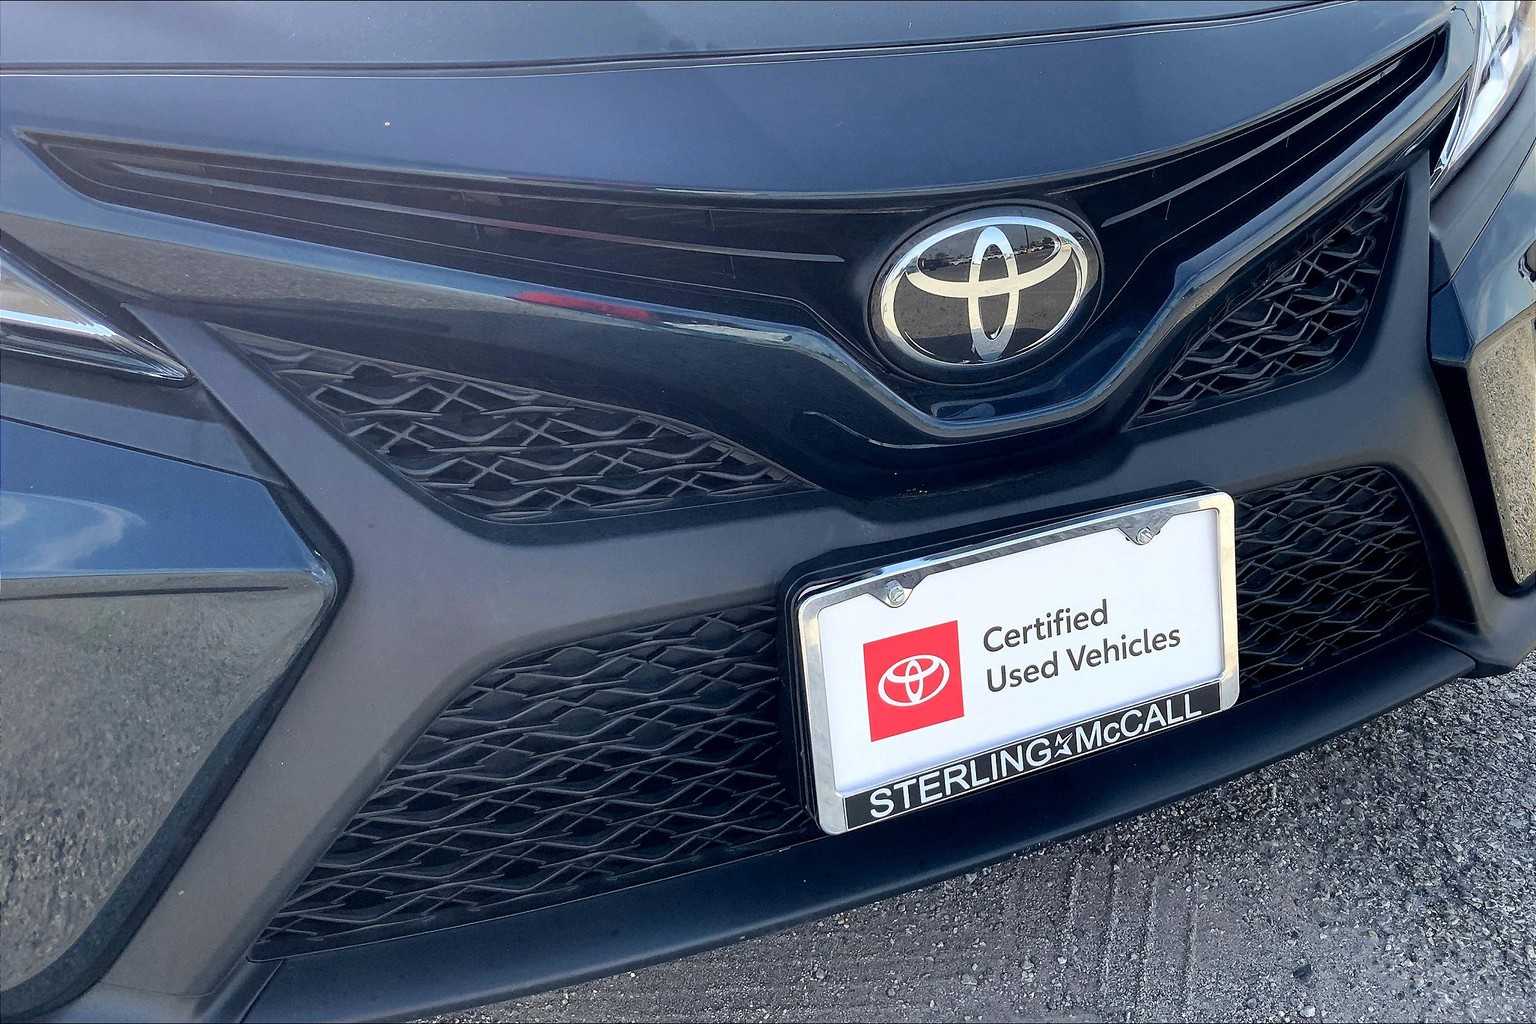 Certified
Used Vehicles
STERLING McCALL